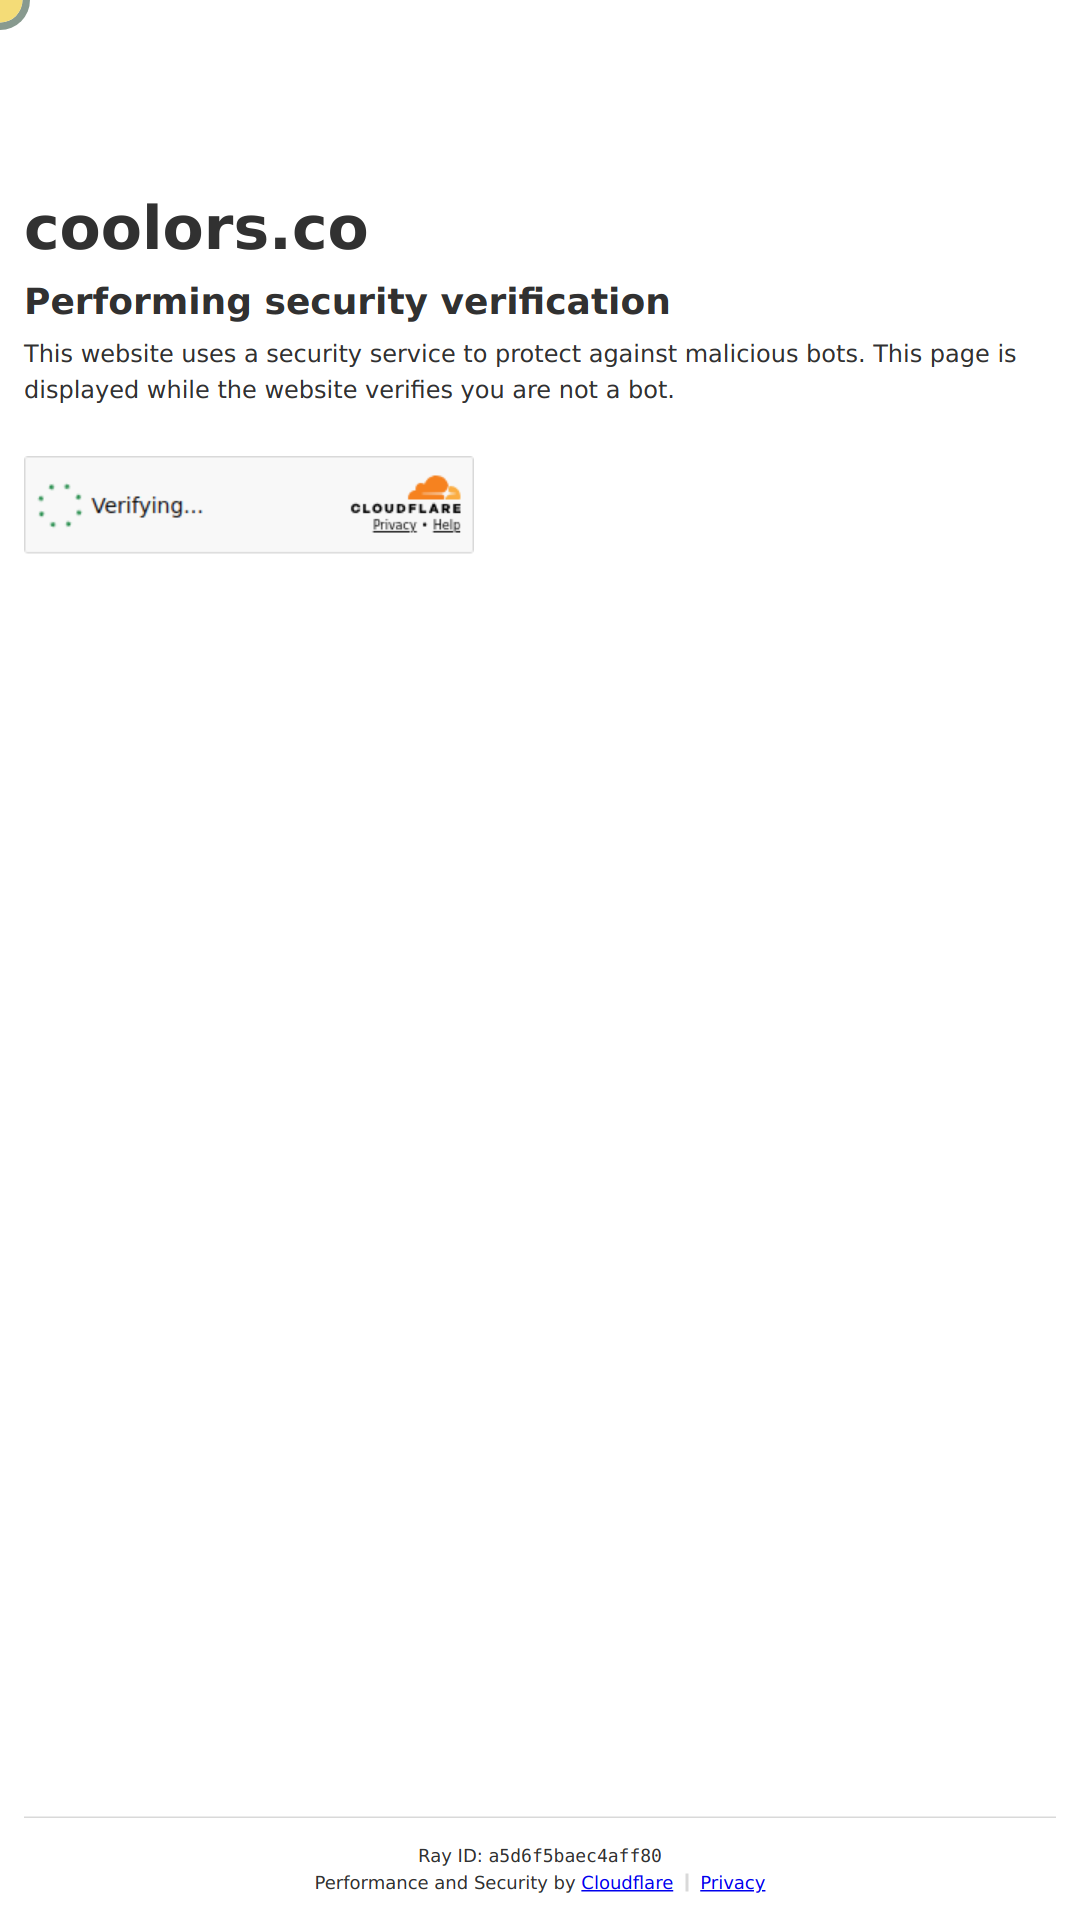 coolors.co
Performing security verification
This website uses a security service to protect against malicious bots. This page is
displayed while the website verifies you are not a bot.
Verifying...
CLOUDFLARE
Privacy • Help
Ray ID: a5d6f5baec4aff80
Performance and Security by Cloudflare | Privacy